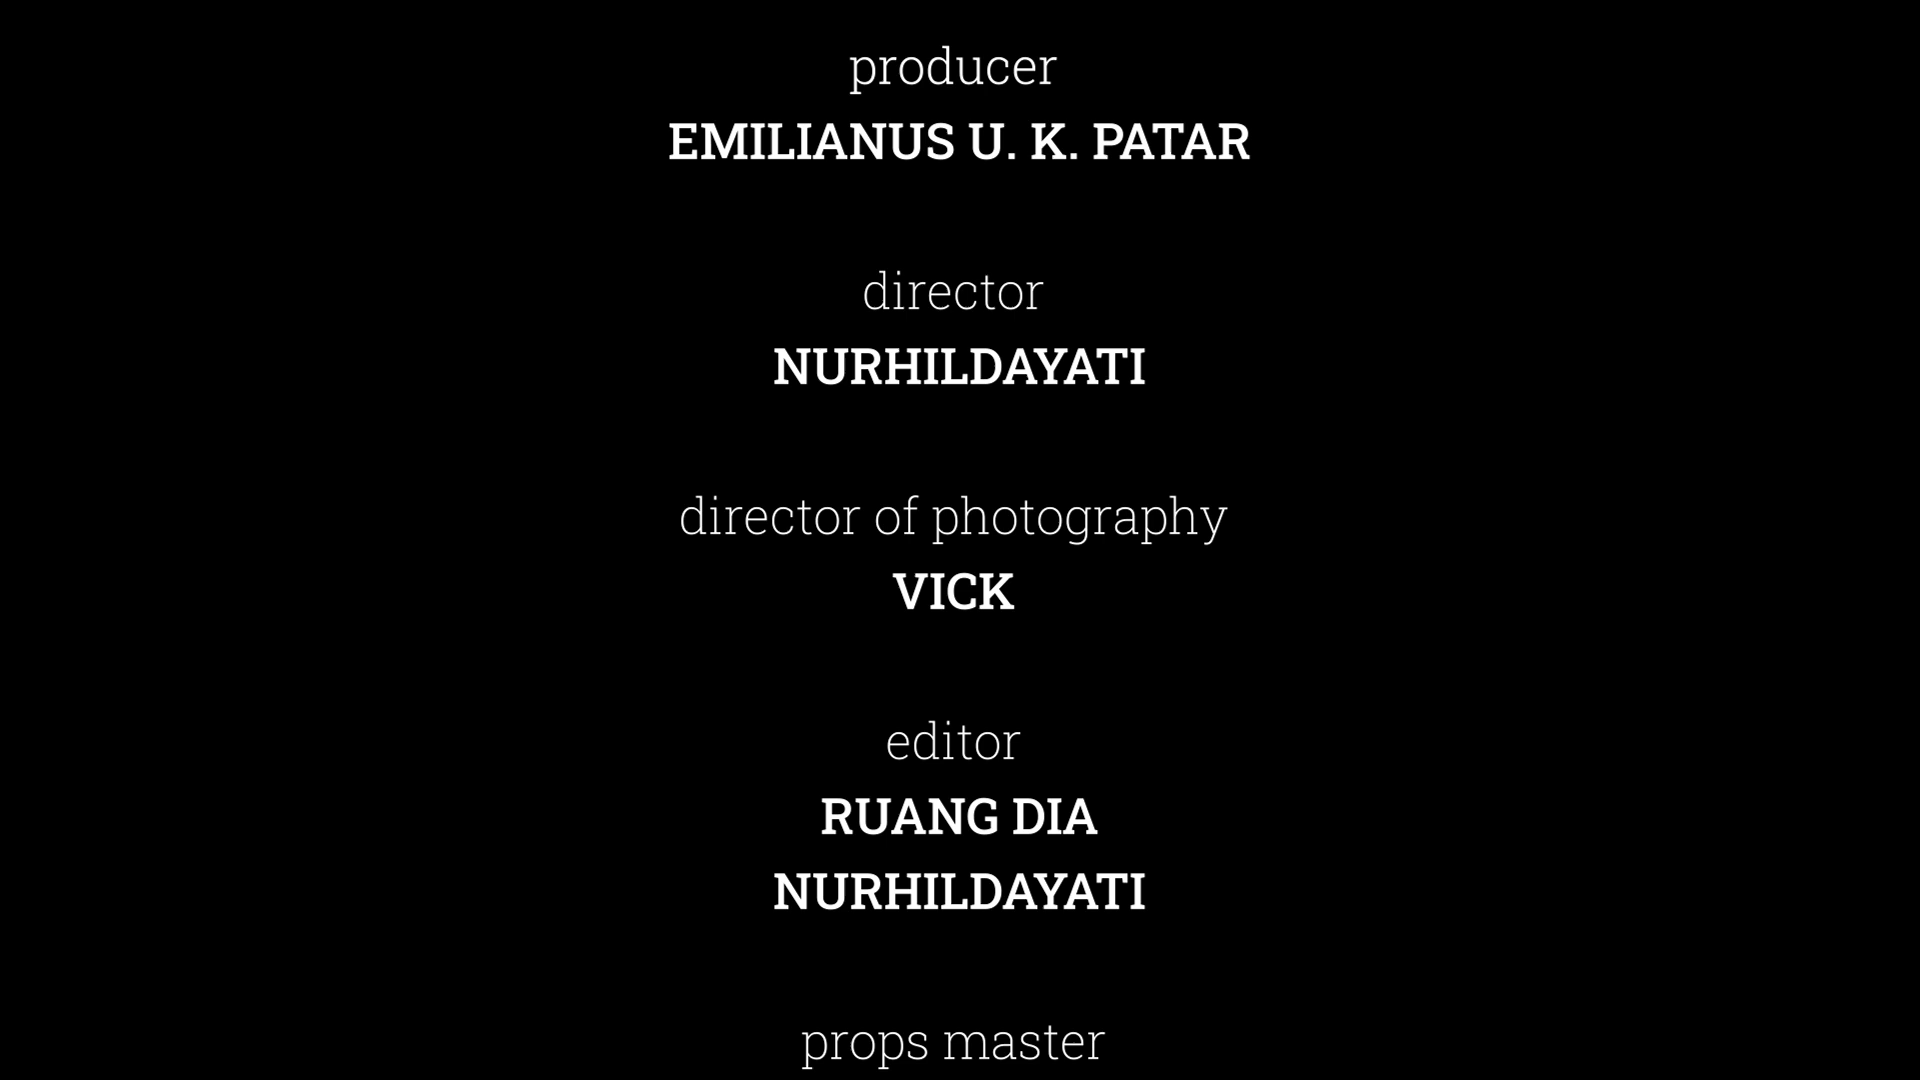 producer
EMILIANUS U. K. PATAR
director
NURHILDAYATI
director of photography
VICK
editor
RUANG DIA
NURHILDAYATI
props master